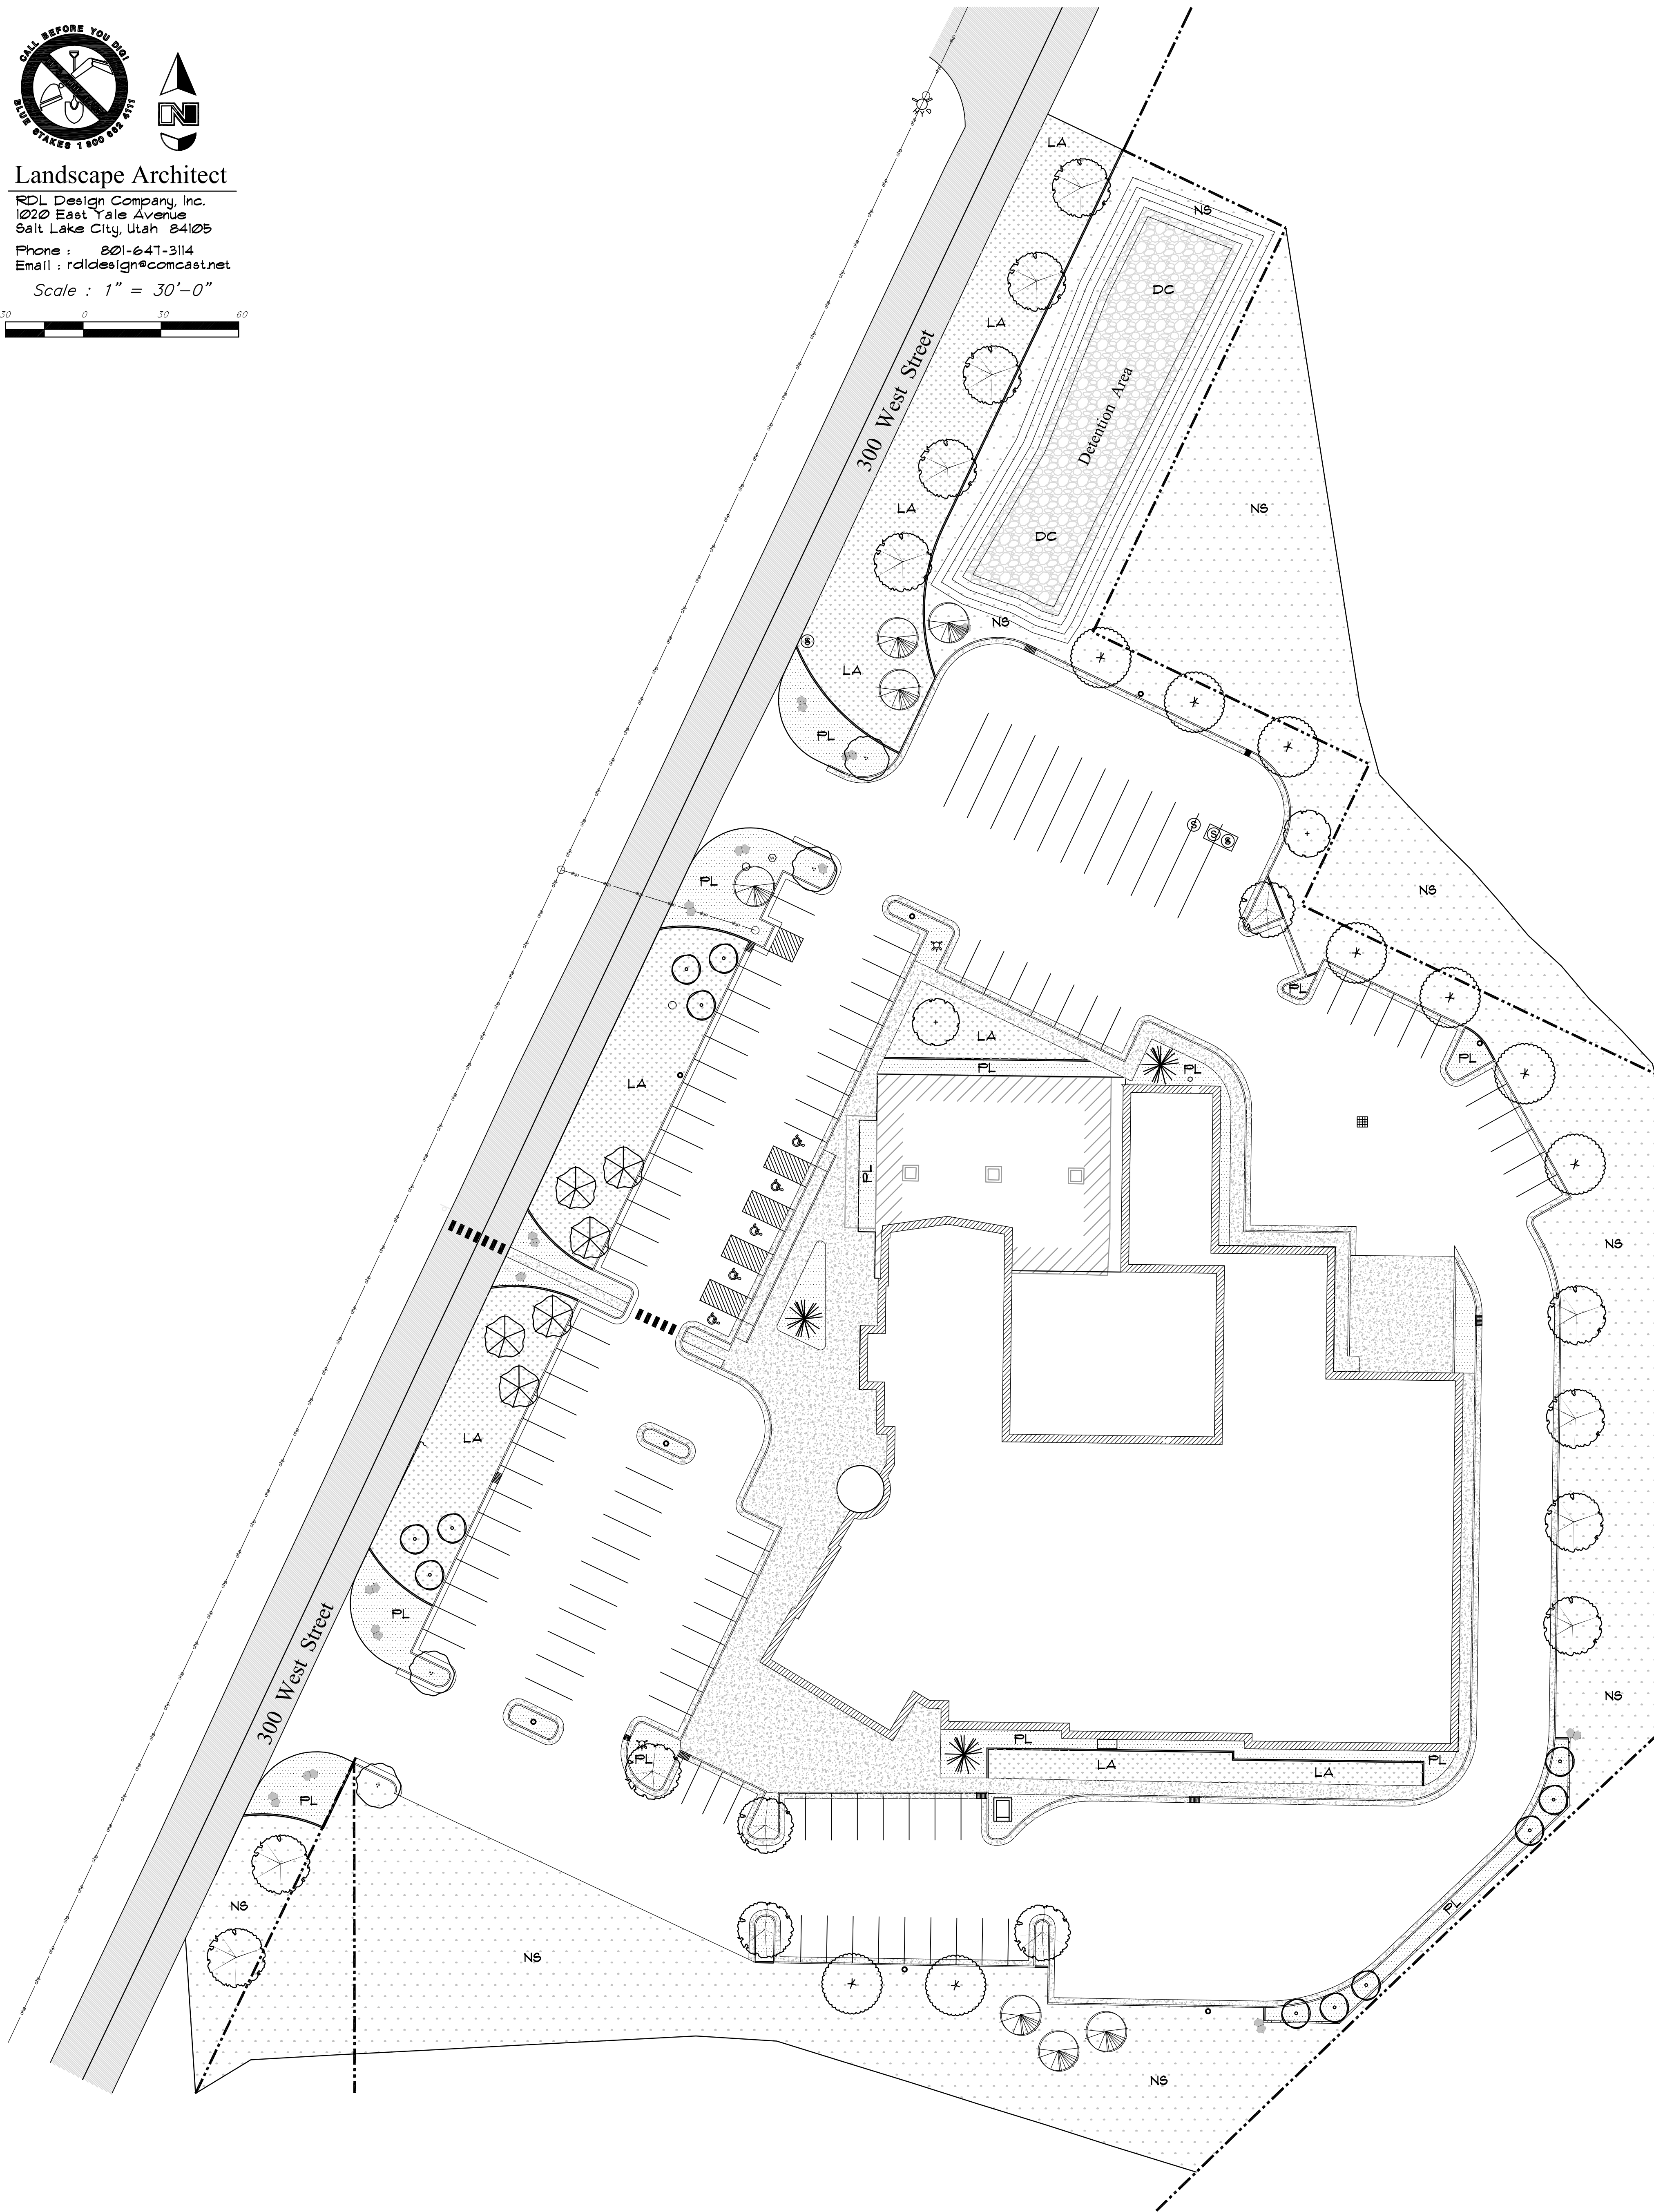 CALL BEFORE YOU DIG!
BLUE STAKES 1 800 662 4111
N
Landscape Architect
RDL Design Company, Inc.
1020 East Yale Avenue
Salt Lake City, Utah 84105
Phone : 801-647-3114
Email : rdldesign@comcast.net
Scale : 1" = 30'-0"
30 0 30 60
LA
NS
DC
LA
300 West Street
Detention Area
LA
NS
DC
NS
S
LA
PL
S
S
S
PL
NS
PL
LA
PL
PL
PL
LA
PL
NS
LA
PL
300 West Street
NS
PL
PL
PL
LA
LA
PL
NS
PL
NS
NS